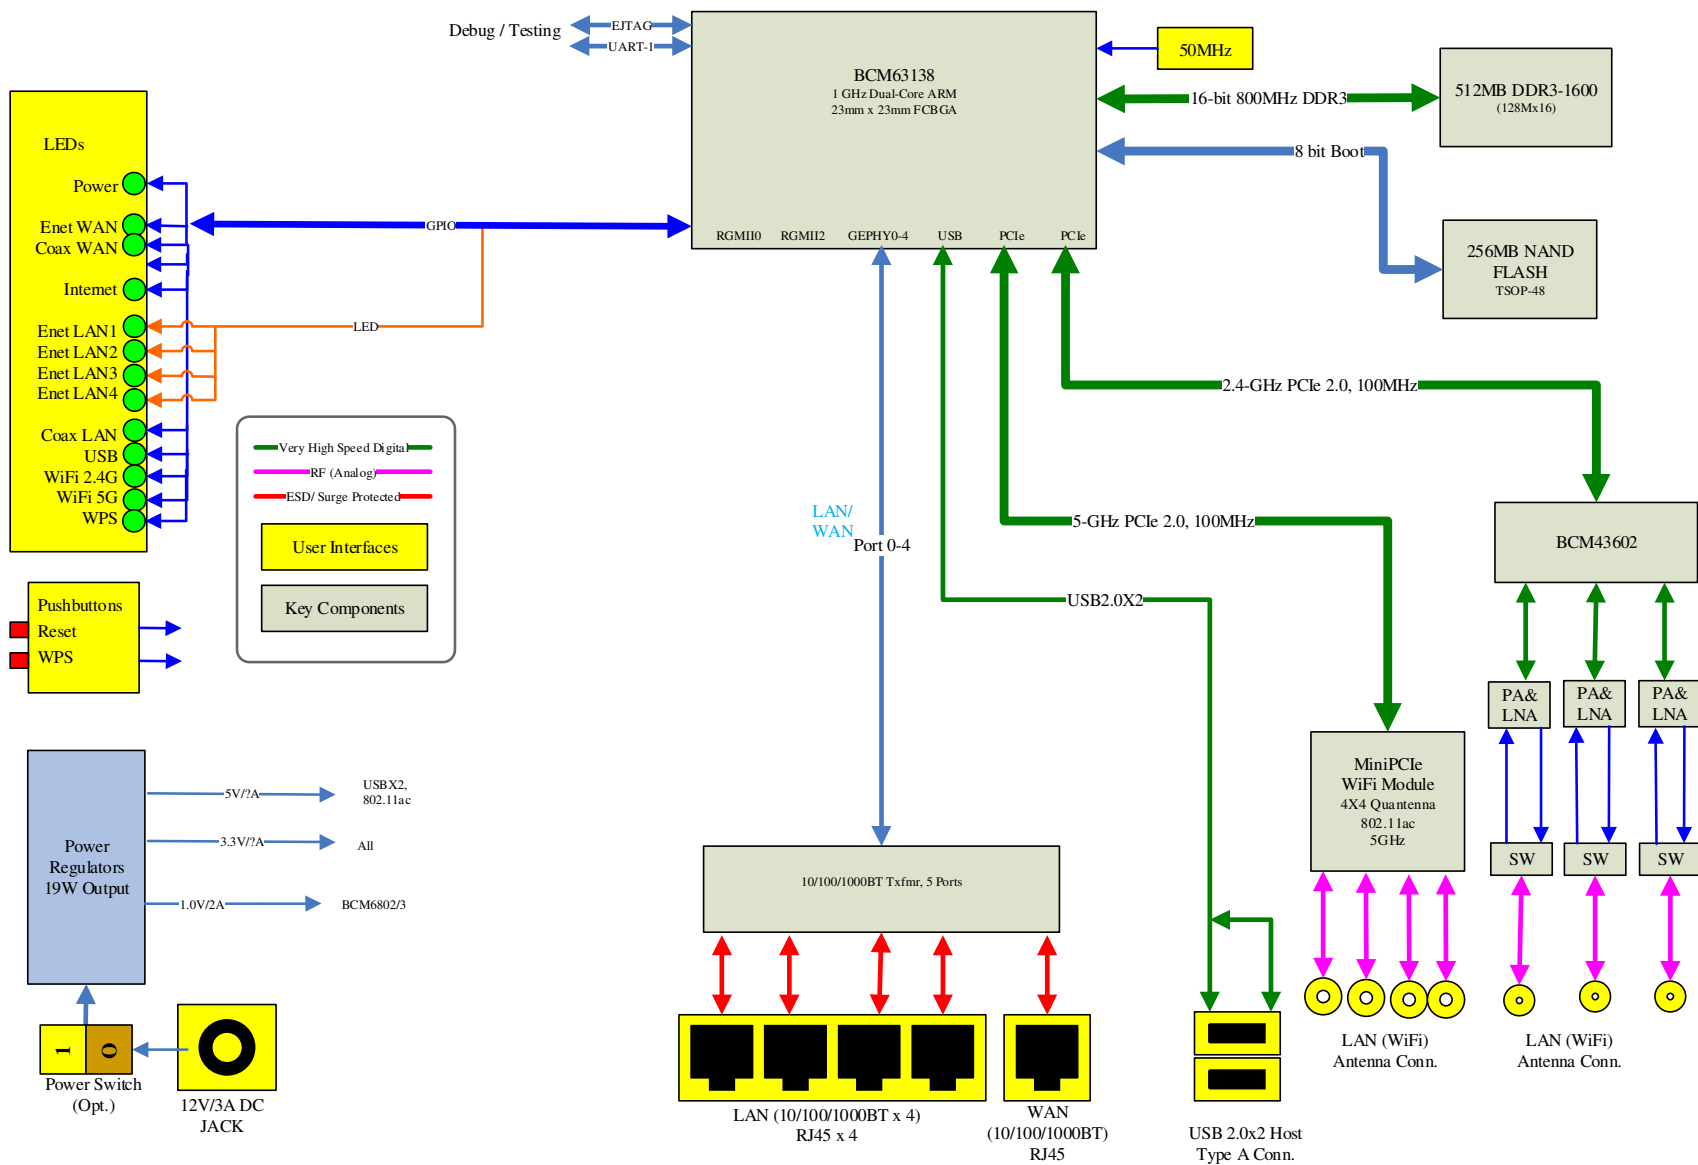 Debug / Testing
EJTAG
UART-1
BCM63138
1 GHz Dual-Core ARM
23mm x 23mm FCBGA
50MHz
16-bit 800MHz DDR3
512MB DDR3-1600
(128Mx16)
8 bit Boot
256MB NAND
FLASH
TSOP-48
RGMII0
RGMII2
GEPHY0-4
USB
PCIe
PCIe
GPIO
LED
LEDs
Power
Enet WAN
Coax WAN
Internet
Enet LAN1
Enet LAN2
Enet LAN3
Enet LAN4
Coax LAN
USB
WiFi 2.4G
WiFi 5G
WPS
Very High Speed Digital
RF (Analog)
ESD/ Surge Protected
User Interfaces
Key Components
LAN/
WAN
Port 0-4
2.4-GHz PCIe 2.0, 100MHz
5-GHz PCIe 2.0, 100MHz
USB2.0X2
BCM43602
PA&
LNA
PA&
LNA
PA&
LNA
SW
SW
SW
MiniPCIe
WiFi Module
4X4 Quantenna
802.11ac
5GHz
Pushbuttons
Reset
WPS
Power
Regulators
19W Output
5V/?A
USBX2,
802.11ac
3.3V/?A
All
1.0V/2A
BCM6802/3
1
0
Power Switch
(Opt.)
12V/3A DC
JACK
10/100/1000BT Txfmr, 5 Ports
LAN (10/100/1000BT x 4)
RJ45 x 4
WAN
(10/100/1000BT)
RJ45
USB 2.0x2 Host
Type A Conn.
LAN (WiFi)
Antenna Conn.
LAN (WiFi)
Antenna Conn.